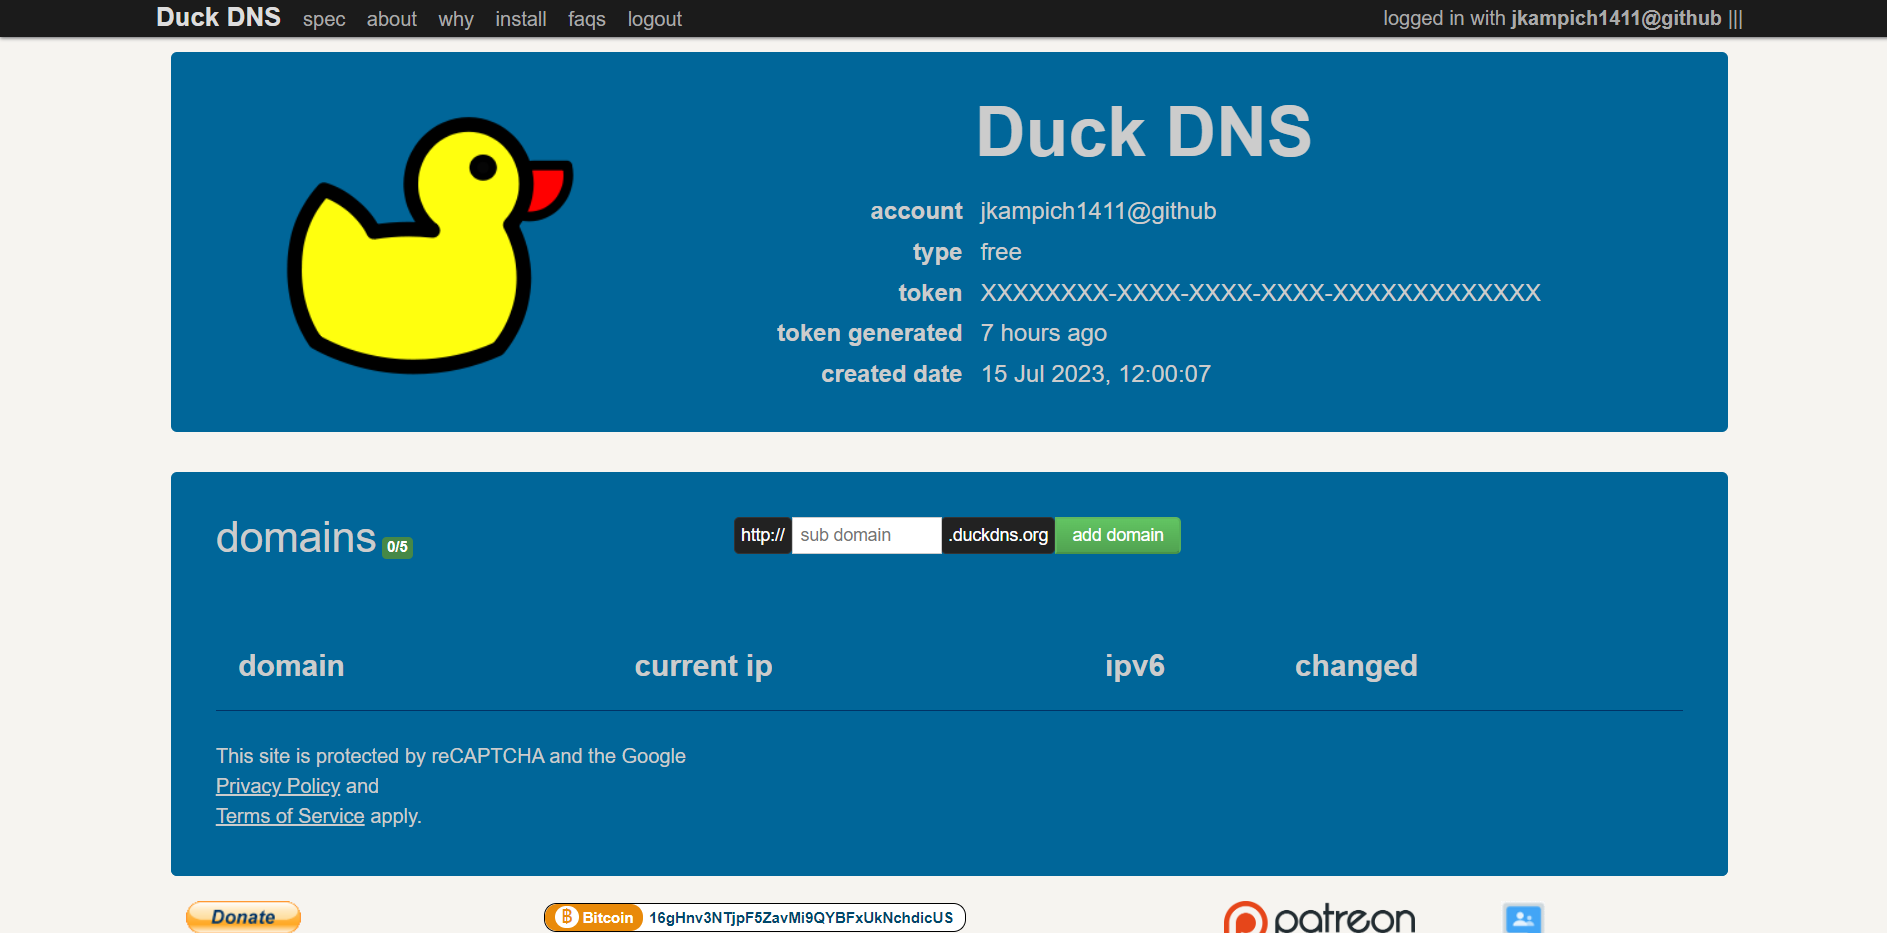 Duck DNS spec about why install faqs logout logged in with jkampich1411@github |||
Duck DNS
account jkampich1411@github
type free
token XXXXXXXX-XXXX-XXXX-XXXX-XXXXXXXXXXXXX
token generated 7 hours ago
created date 15 Jul 2023, 12:00:07
domains 0/5 http:// sub domain .duckdns.org add domain
domain current ip ipv6 changed
This site is protected by reCAPTCHA and the Google
Privacy Policy and
Terms of Service apply.
Donate Bitcoin 16gHnv3NTjpF5ZavMi9QYBFxUkNchdicUS patreon